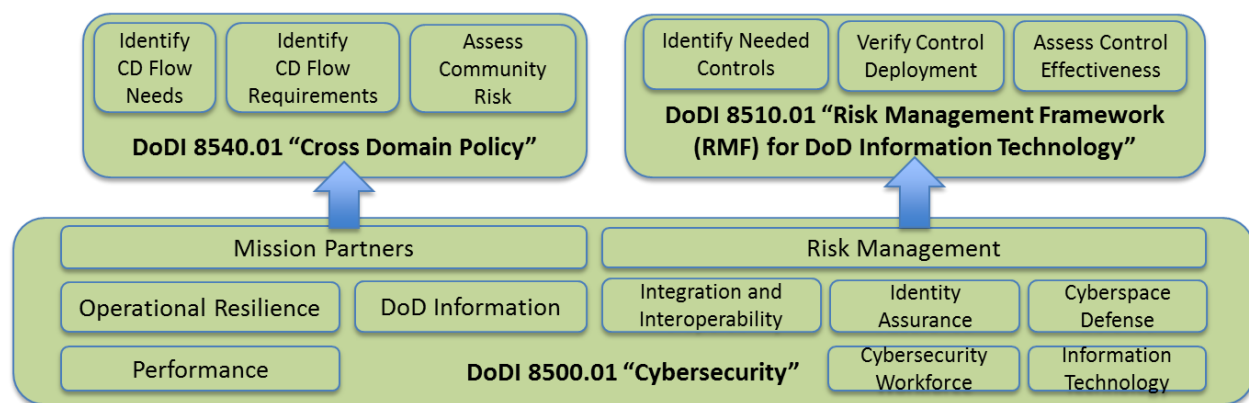 Identify
CD Flow
Needs
Identify
CD Flow
Requirements
Assess
Community
Risk
DoDI 8540.01 “Cross Domain Policy”
Identify Needed
Controls
Verify Control
Deployment
Assess Control
Effectiveness
DoDI 8510.01 “Risk Management Framework
(RMF) for DoD Information Technology”
Mission Partners
Risk Management
Operational Resilience
DoD Information
Integration and
Interoperability
Identity
Assurance
Cyberspace
Defense
Performance
DoDI 8500.01 “Cybersecurity”
Cybersecurity
Workforce
Information
Technology